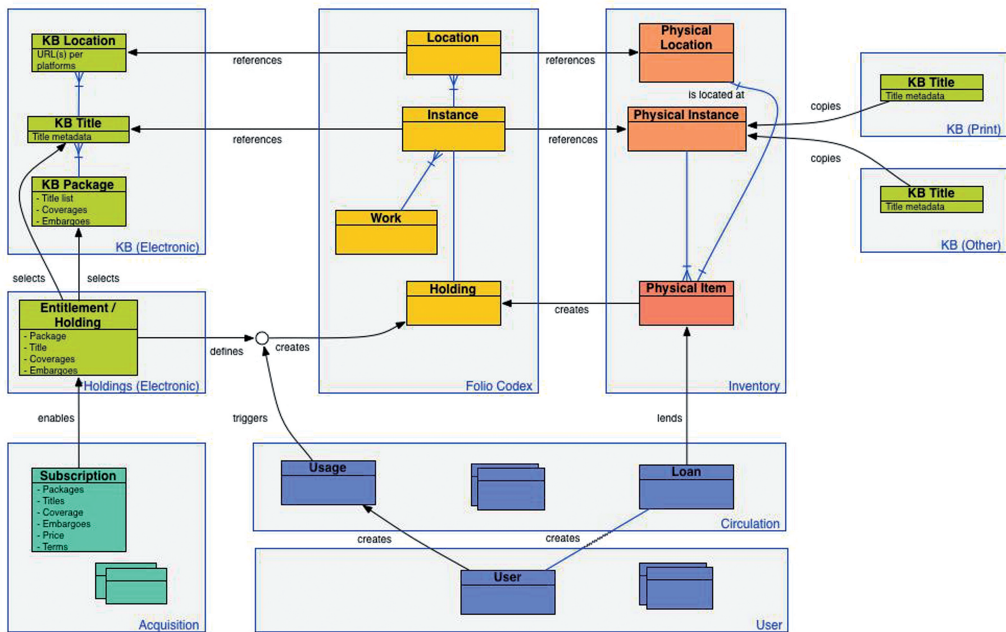 KB Location
URL(s) per
platforms
references
Location
references
Physical
Location
is located at
KB Title
Title metadata
references
Instance
references
Physical Instance
copies
KB Title
Title metadata
KB (Print)
copies
KB Title
Title metadata
KB (Other)
KB Package
- Title list
- Coverages
- Embargoes
KB (Electronic)
Work
selects
selects
Entitlement /
Holding
- Package
- Title
- Coverages
- Embargoes
Holdings (Electronic)
defines
creates
Holding
creates
Physical Item
Folio Codex
Inventory
enables
triggers
lends
Subscription
- Packages
- Titles
- Coverage
- Embargoes
- Price
- Terms
Acquisition
Usage
Loan
Circulation
creates
creates
User
User